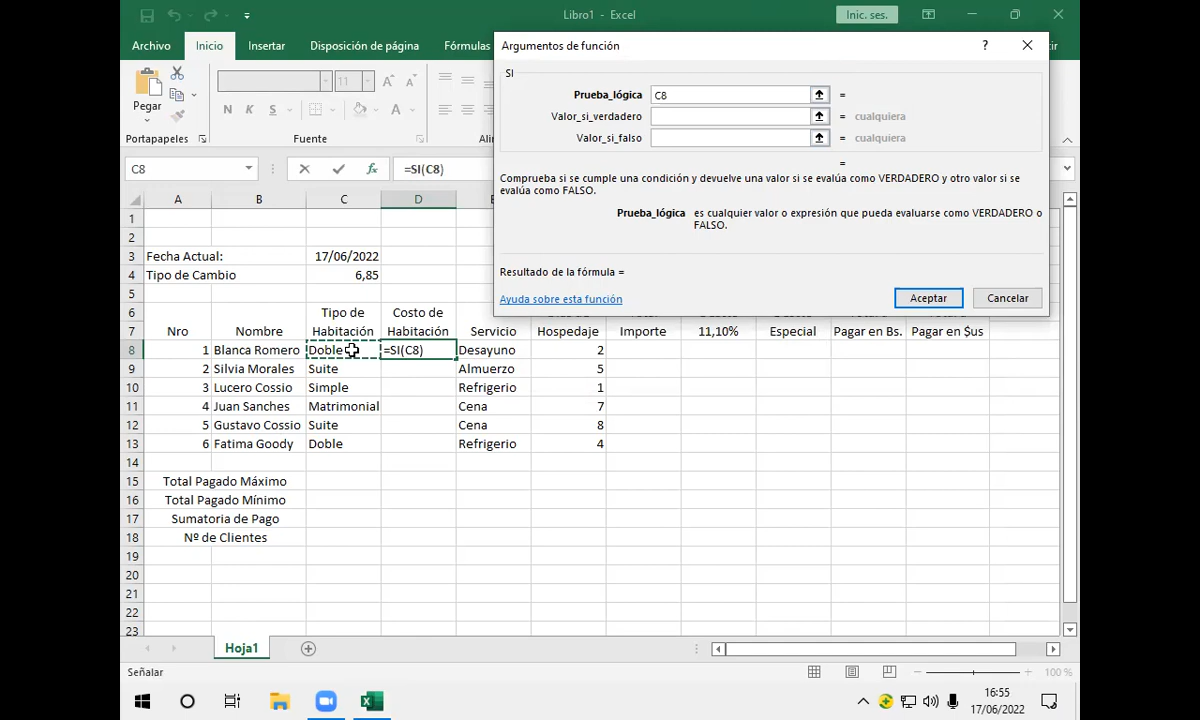 Libro1 - Excel
Inic. ses.
Archivo Inicio Insertar Disposición de página Fórmulas
Argumentos de función
?
SI
Prueba_lógica C8 =
Valor_si_verdadero = cualquiera
Valor_si_falso = cualquiera
=
Comprueba si se cumple una condición y devuelve una valor si se evalúa como VERDADERO y otro valor si se
evalúa como FALSO.
Prueba_lógica es cualquier valor o expresión que pueda evaluarse como VERDADERO o
FALSO.
Resultado de la fórmula =
Ayuda sobre esta función Aceptar Cancelar
Pegar
11
N K S
Portapapeles Fuente
C8 fx =SI(C8)
A B C D
1
2
3 Fecha Actual: 17/06/2022
4 Tipo de Cambio 6,85
5
6 Tipo de Costo de
7 Nro Nombre Habitación Habitación Servicio Hospedaje Importe 11,10% Especial Pagar en Bs. Pagar en $us
8 1 Blanca Romero Doble =SI(C8) Desayuno 2
9 2 Silvia Morales Suite Almuerzo 5
10 3 Lucero Cossio Simple Refrigerio 1
11 4 Juan Sanches Matrimonial Cena 7
12 5 Gustavo Cossio Suite Cena 8
13 6 Fatima Goody Doble Refrigerio 4
14
15 Total Pagado Máximo
16 Total Pagado Mínimo
17 Sumatoria de Pago
18 Nº de Clientes
19
20
21
22
23
Hoja1
Señalar 100 %
16:55
17/06/2022